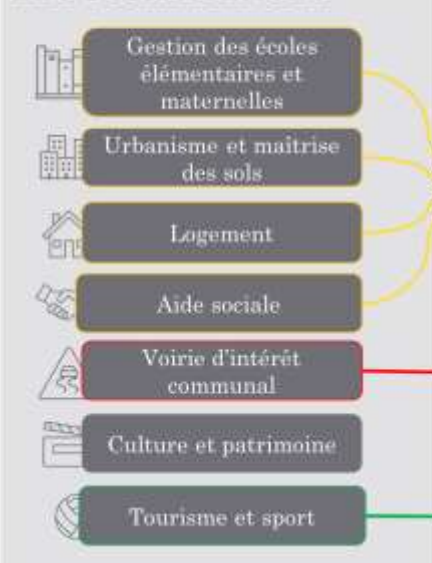 Gestion des écoles
élémentaires et
maternelles
Urbanisme et maîtrise
des sols
Logement
Aide sociale
Voirie d'intérêt
communal
Culture et patrimoine
Tourisme et sport